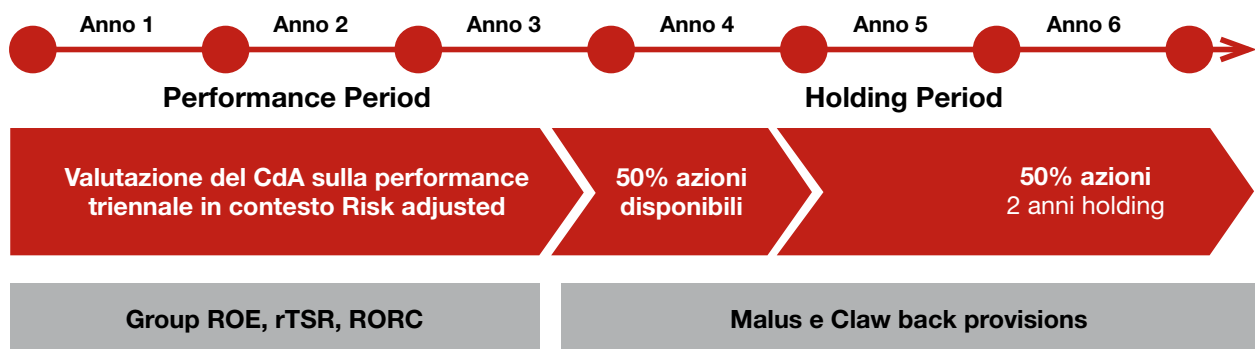 Anno 1 Anno 2 Anno 3 Anno 4 Anno 5 Anno 6
Performance Period Holding Period
Valutazione del CdA sulla performance
triennale in contesto Risk adjusted
50% azioni
disponibili
50% azioni
2 anni holding
Group ROE, rTSR, RORC
Malus e Claw back provisions